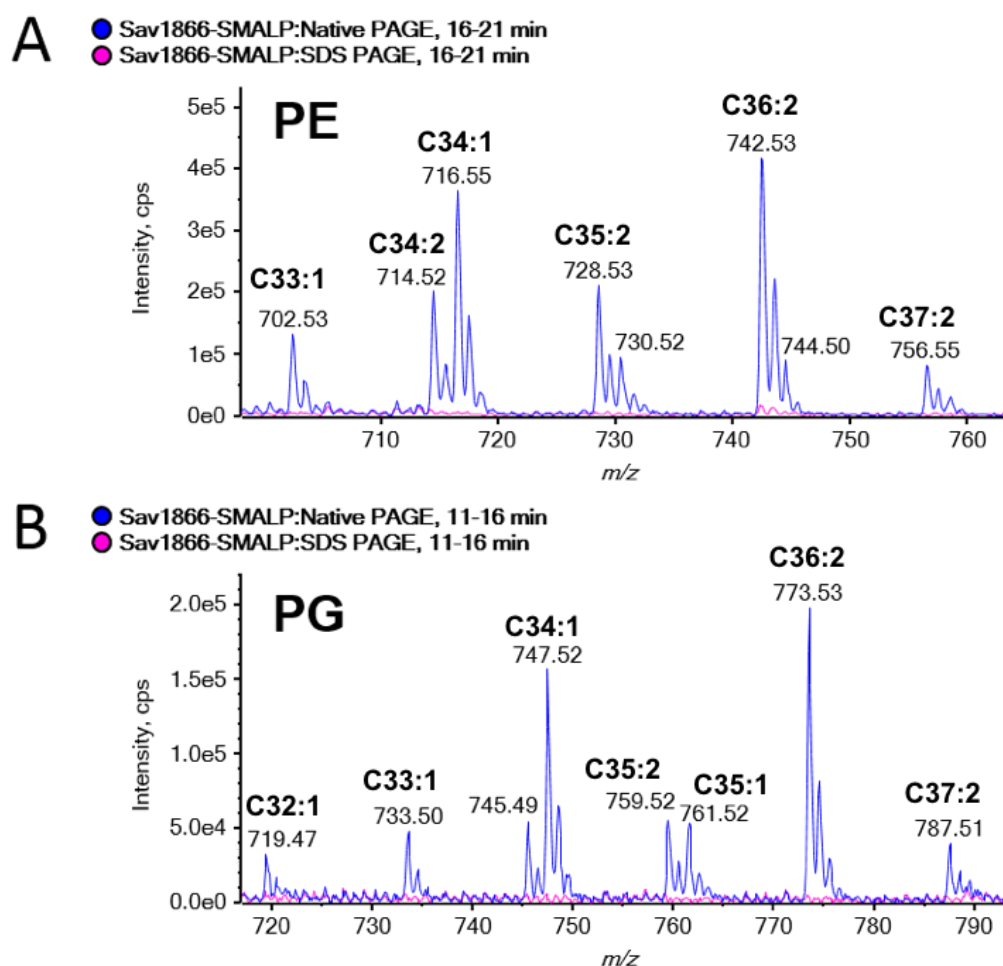 A
Sav1866-SMALP:Native PAGE, 16-21 min
Sav1866-SMALP:SDS PAGE, 16-21 min
PE
Intensity, cps
5e5
4e5
3e5
2e5
1e5
0e0
C33:1
702.53
C34:2
714.52
C34:1
716.55
C35:2
728.53
730.52
C36:2
742.53
744.50
C37:2
756.55
710 720 730 740 750 760
m/z
B
Sav1866-SMALP:Native PAGE, 11-16 min
Sav1866-SMALP:SDS PAGE, 11-16 min
PG
Intensity, cps
2.0e5
1.5e5
1.0e5
5.0e4
0.0e0
C32:1
719.47
C33:1
733.50
745.49
C34:1
747.52
C35:2
759.52
C35:1
761.52
C36:2
773.53
C37:2
787.51
720 730 740 750 760 770 780 790
m/z